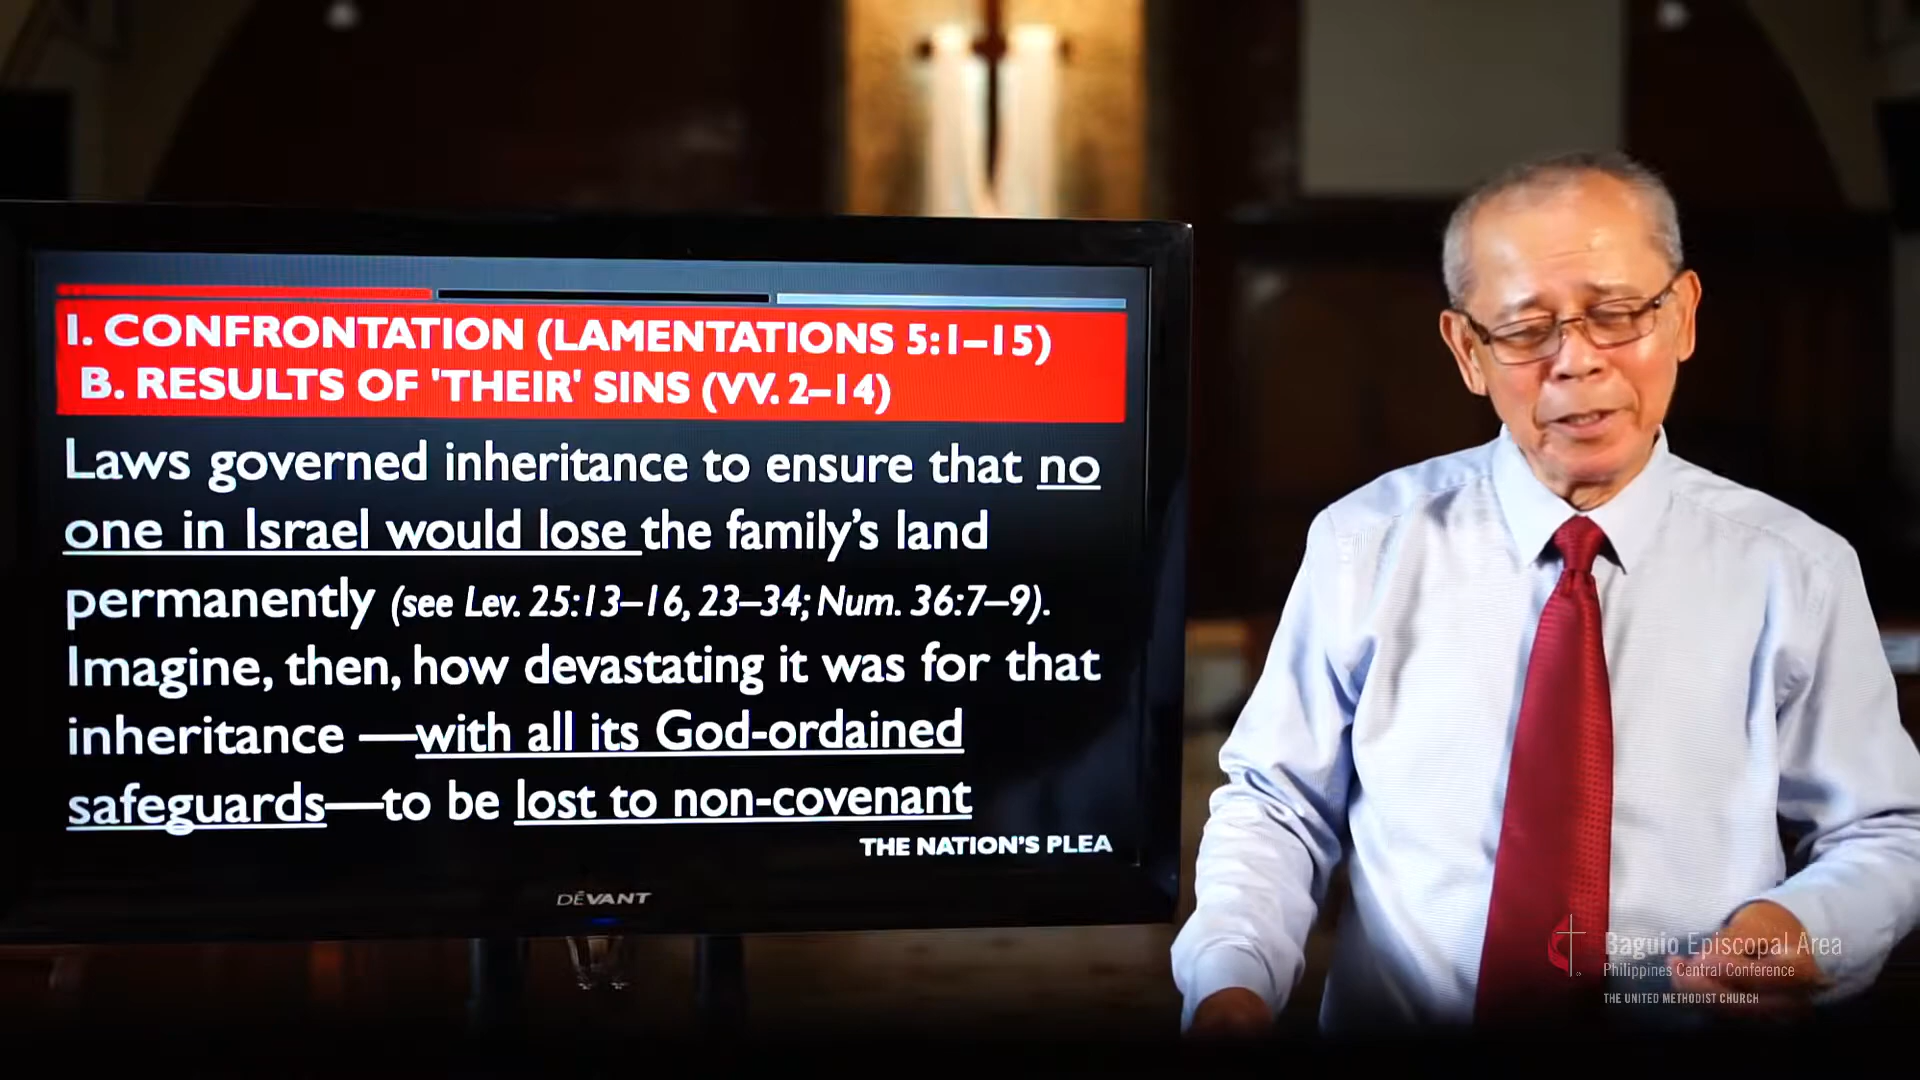 I. CONFRONTATION (LAMENTATIONS 5:1–15)
B. RESULTS OF 'THEIR' SINS (VV. 2–14)
Laws governed inheritance to ensure that no
one in Israel would lose the family’s land
permanently (see Lev. 25:13–16, 23–34; Num. 36:7–9).
Imagine, then, how devastating it was for that
inheritance —with all its God-ordained
safeguards—to be lost to non-covenant
THE NATION’S PLEA
DEVANT
Baguio Episcopal Area
Philippines Central Conference
THE UNITED METHODIST CHURCH